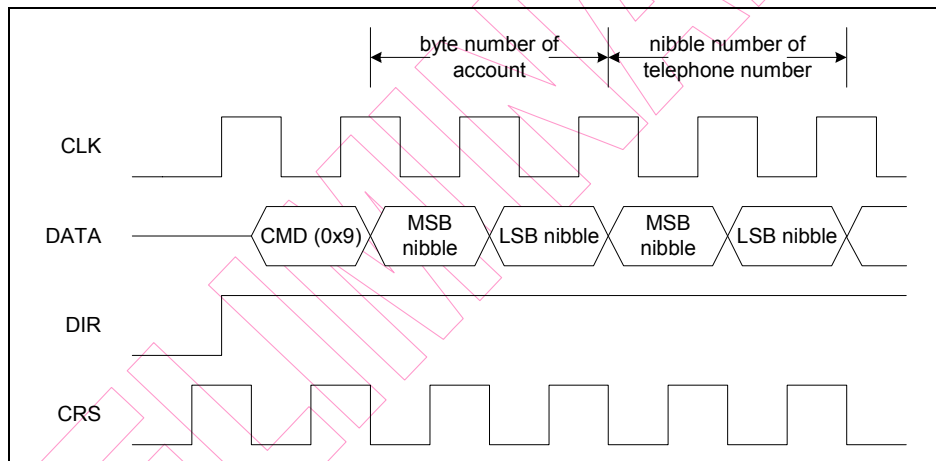 byte number of
account
nibble number of
telephone number
CLK
DATA
CMD (0x9)
MSB
nibble
LSB nibble
MSB
nibble
LSB nibble
DIR
CRS